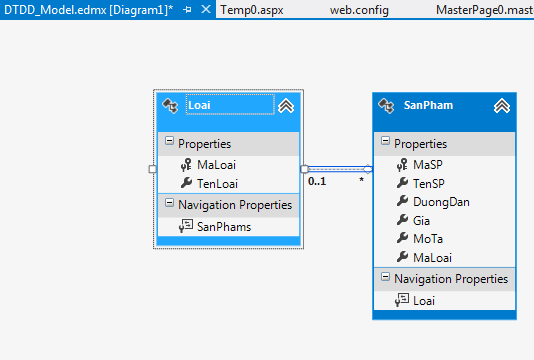 DTDD_Model.edmx [Diagram1]* Temp0.aspx web.config MasterPage0.mast
Loai
Properties
MaLoai
TenLoai
Navigation Properties
SanPhams
0..1 *
SanPham
Properties
MaSP
TenSP
DuongDan
Gia
MoTa
MaLoai
Navigation Properties
Loai